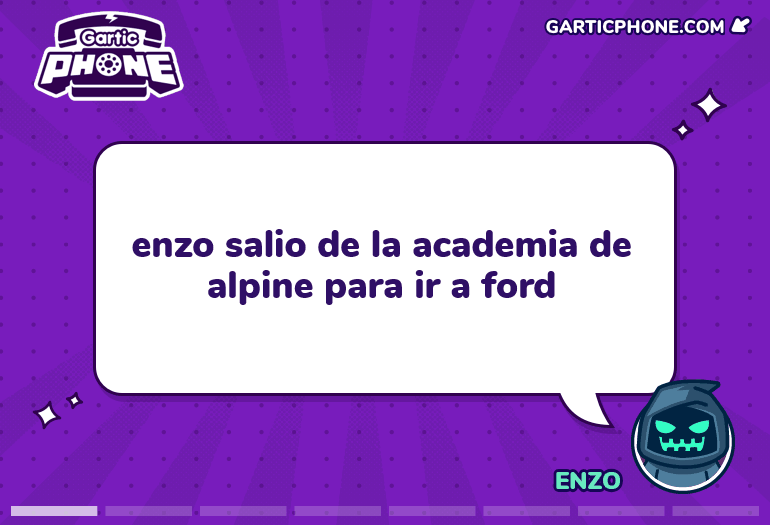 Gartic
PHONE
GARTICPHONE.COM
enzo salio de la academia de
alpine para ir a ford
ENZO